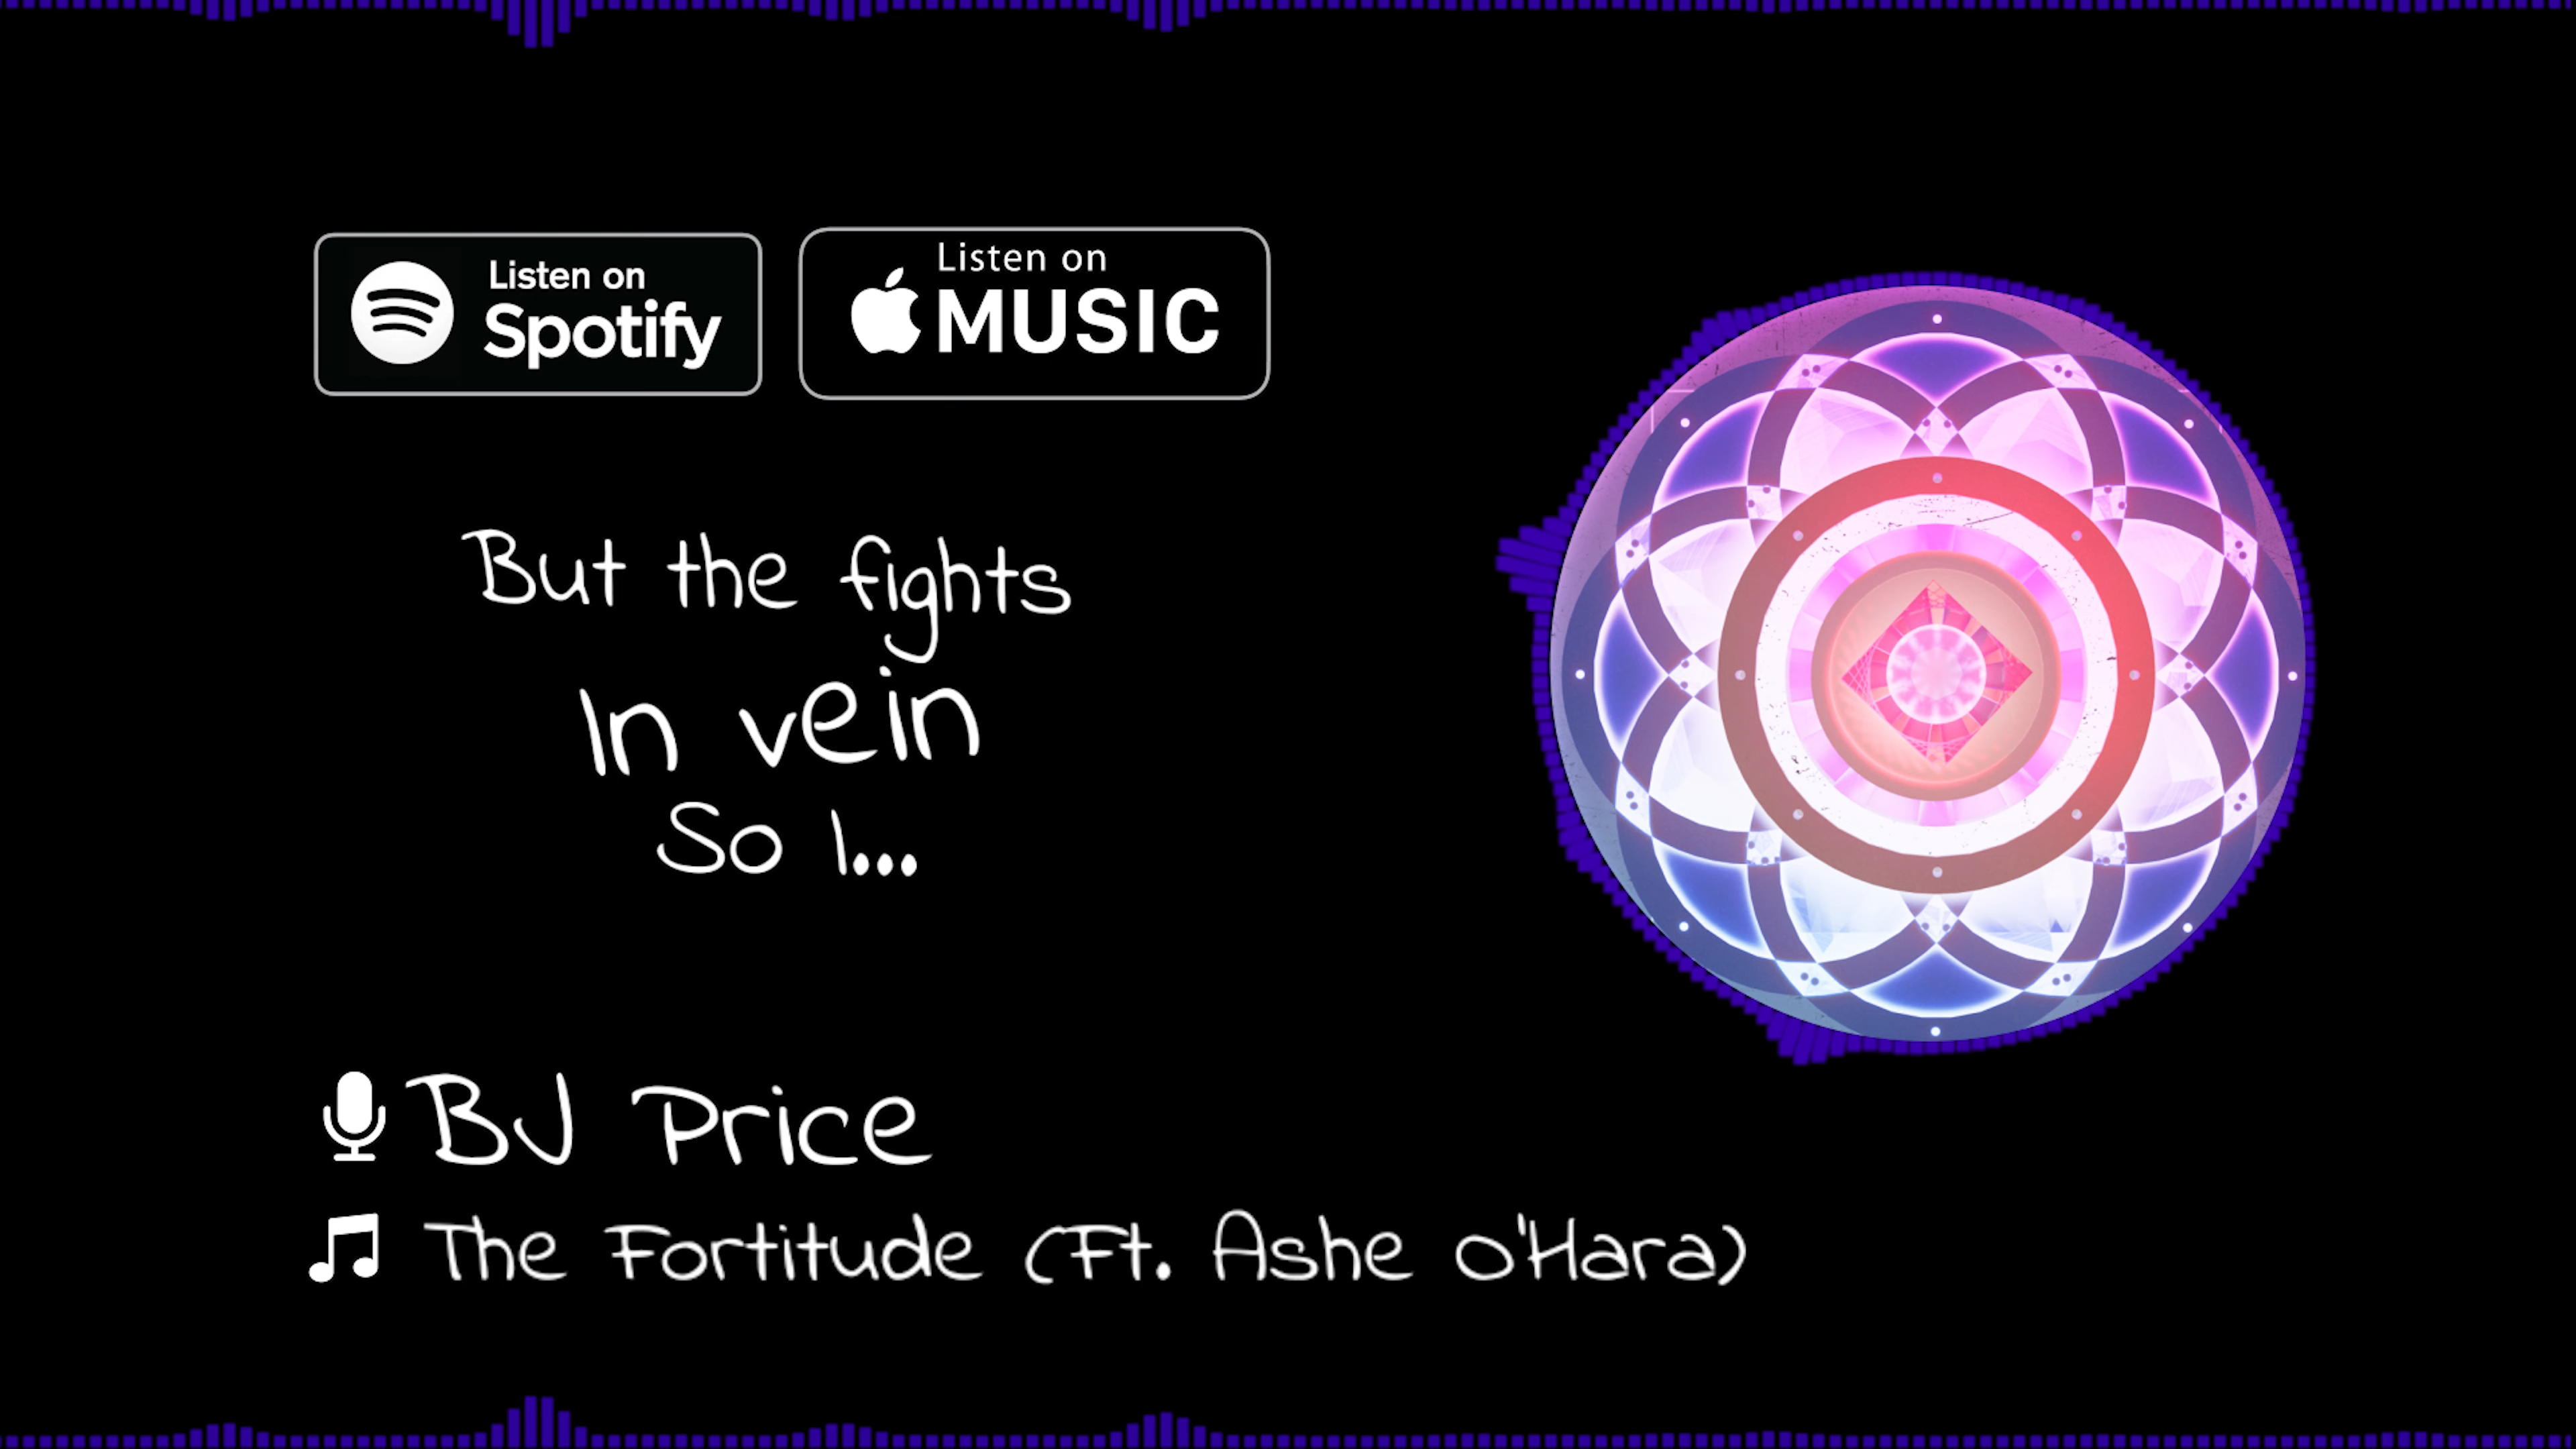 Listen on
Spotify
Listen on
MUSIC
But the fights
In vein
So I...
BJ Price
The Fortitude (Ft. Ashe O'Hara)